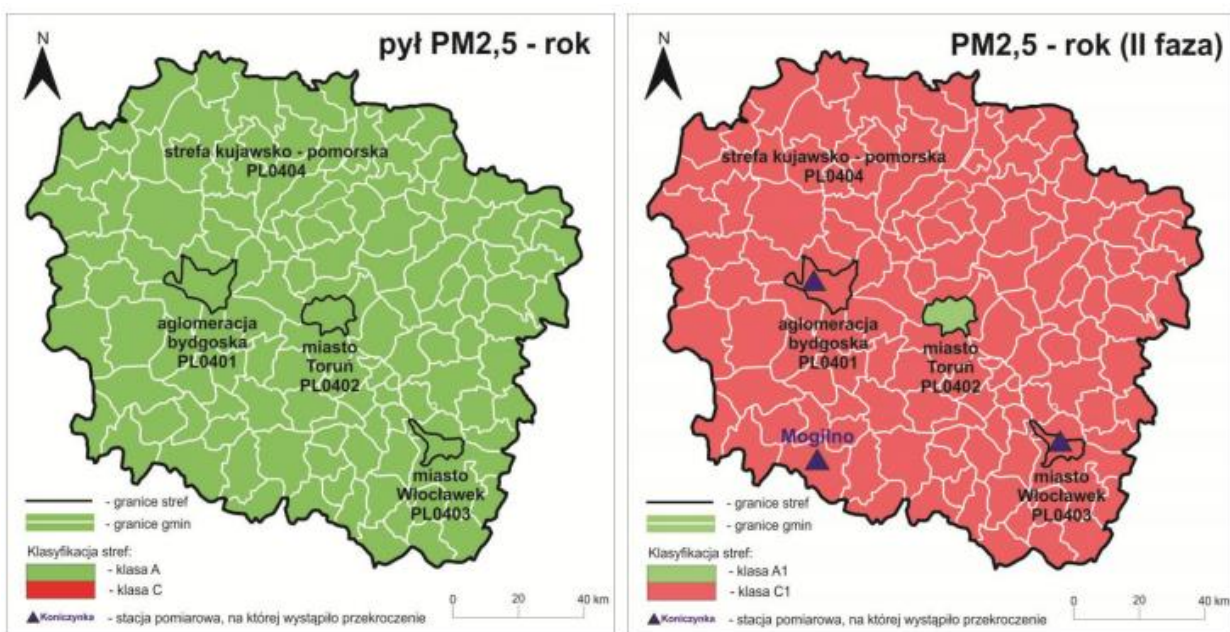 N
pył PM2,5 - rok
strefa kujawsko - pomorska
PL0404
aglomeracja
bydgoska
PL0401
miasto
Toruń
PL0402
miasto
Włocławek
PL0403
- granice stref
- granice gmin
Klasyfikacja stref:
- klasa A
- klasa C
Koniczynka - stacja pomiarowa, na której wystąpiło przekroczenie
0 20 40 km
N
PM2,5 - rok (II faza)
strefa kujawsko - pomorska
PL0404
aglomeracja
bydgoska
PL0401
miasto
Toruń
PL0402
Mogilno
miasto
Włocławek
PL0403
- granice stref
- granice gmin
Klasyfikacja stref:
- klasa A1
- klasa C1
Koniczynka - stacja pomiarowa, na której wystąpiło przekroczenie
0 20 40 km